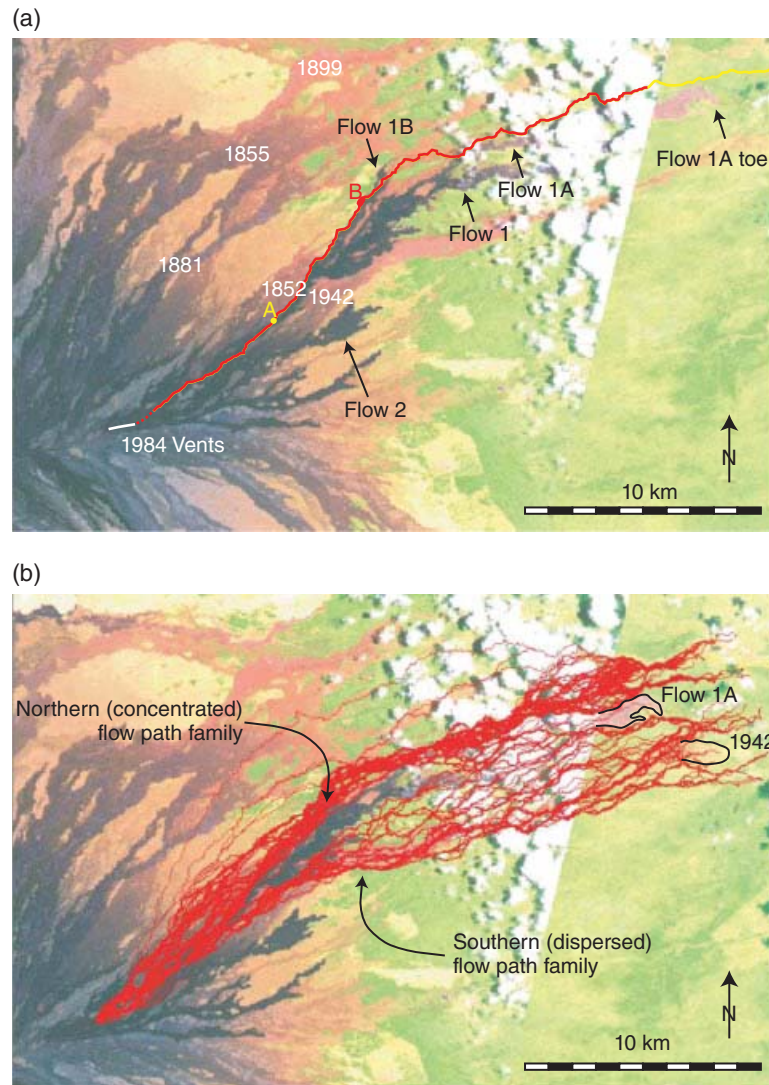 (a)
1899
Flow 1B
1855
Flow 1A toe
B
Flow 1A
Flow 1
1881
1852
1942
A
Flow 2
1984 Vents
N
10 km
(b)
Northern (concentrated)
flow path family
Flow 1A
1942
Southern (dispersed)
flow path family
N
10 km